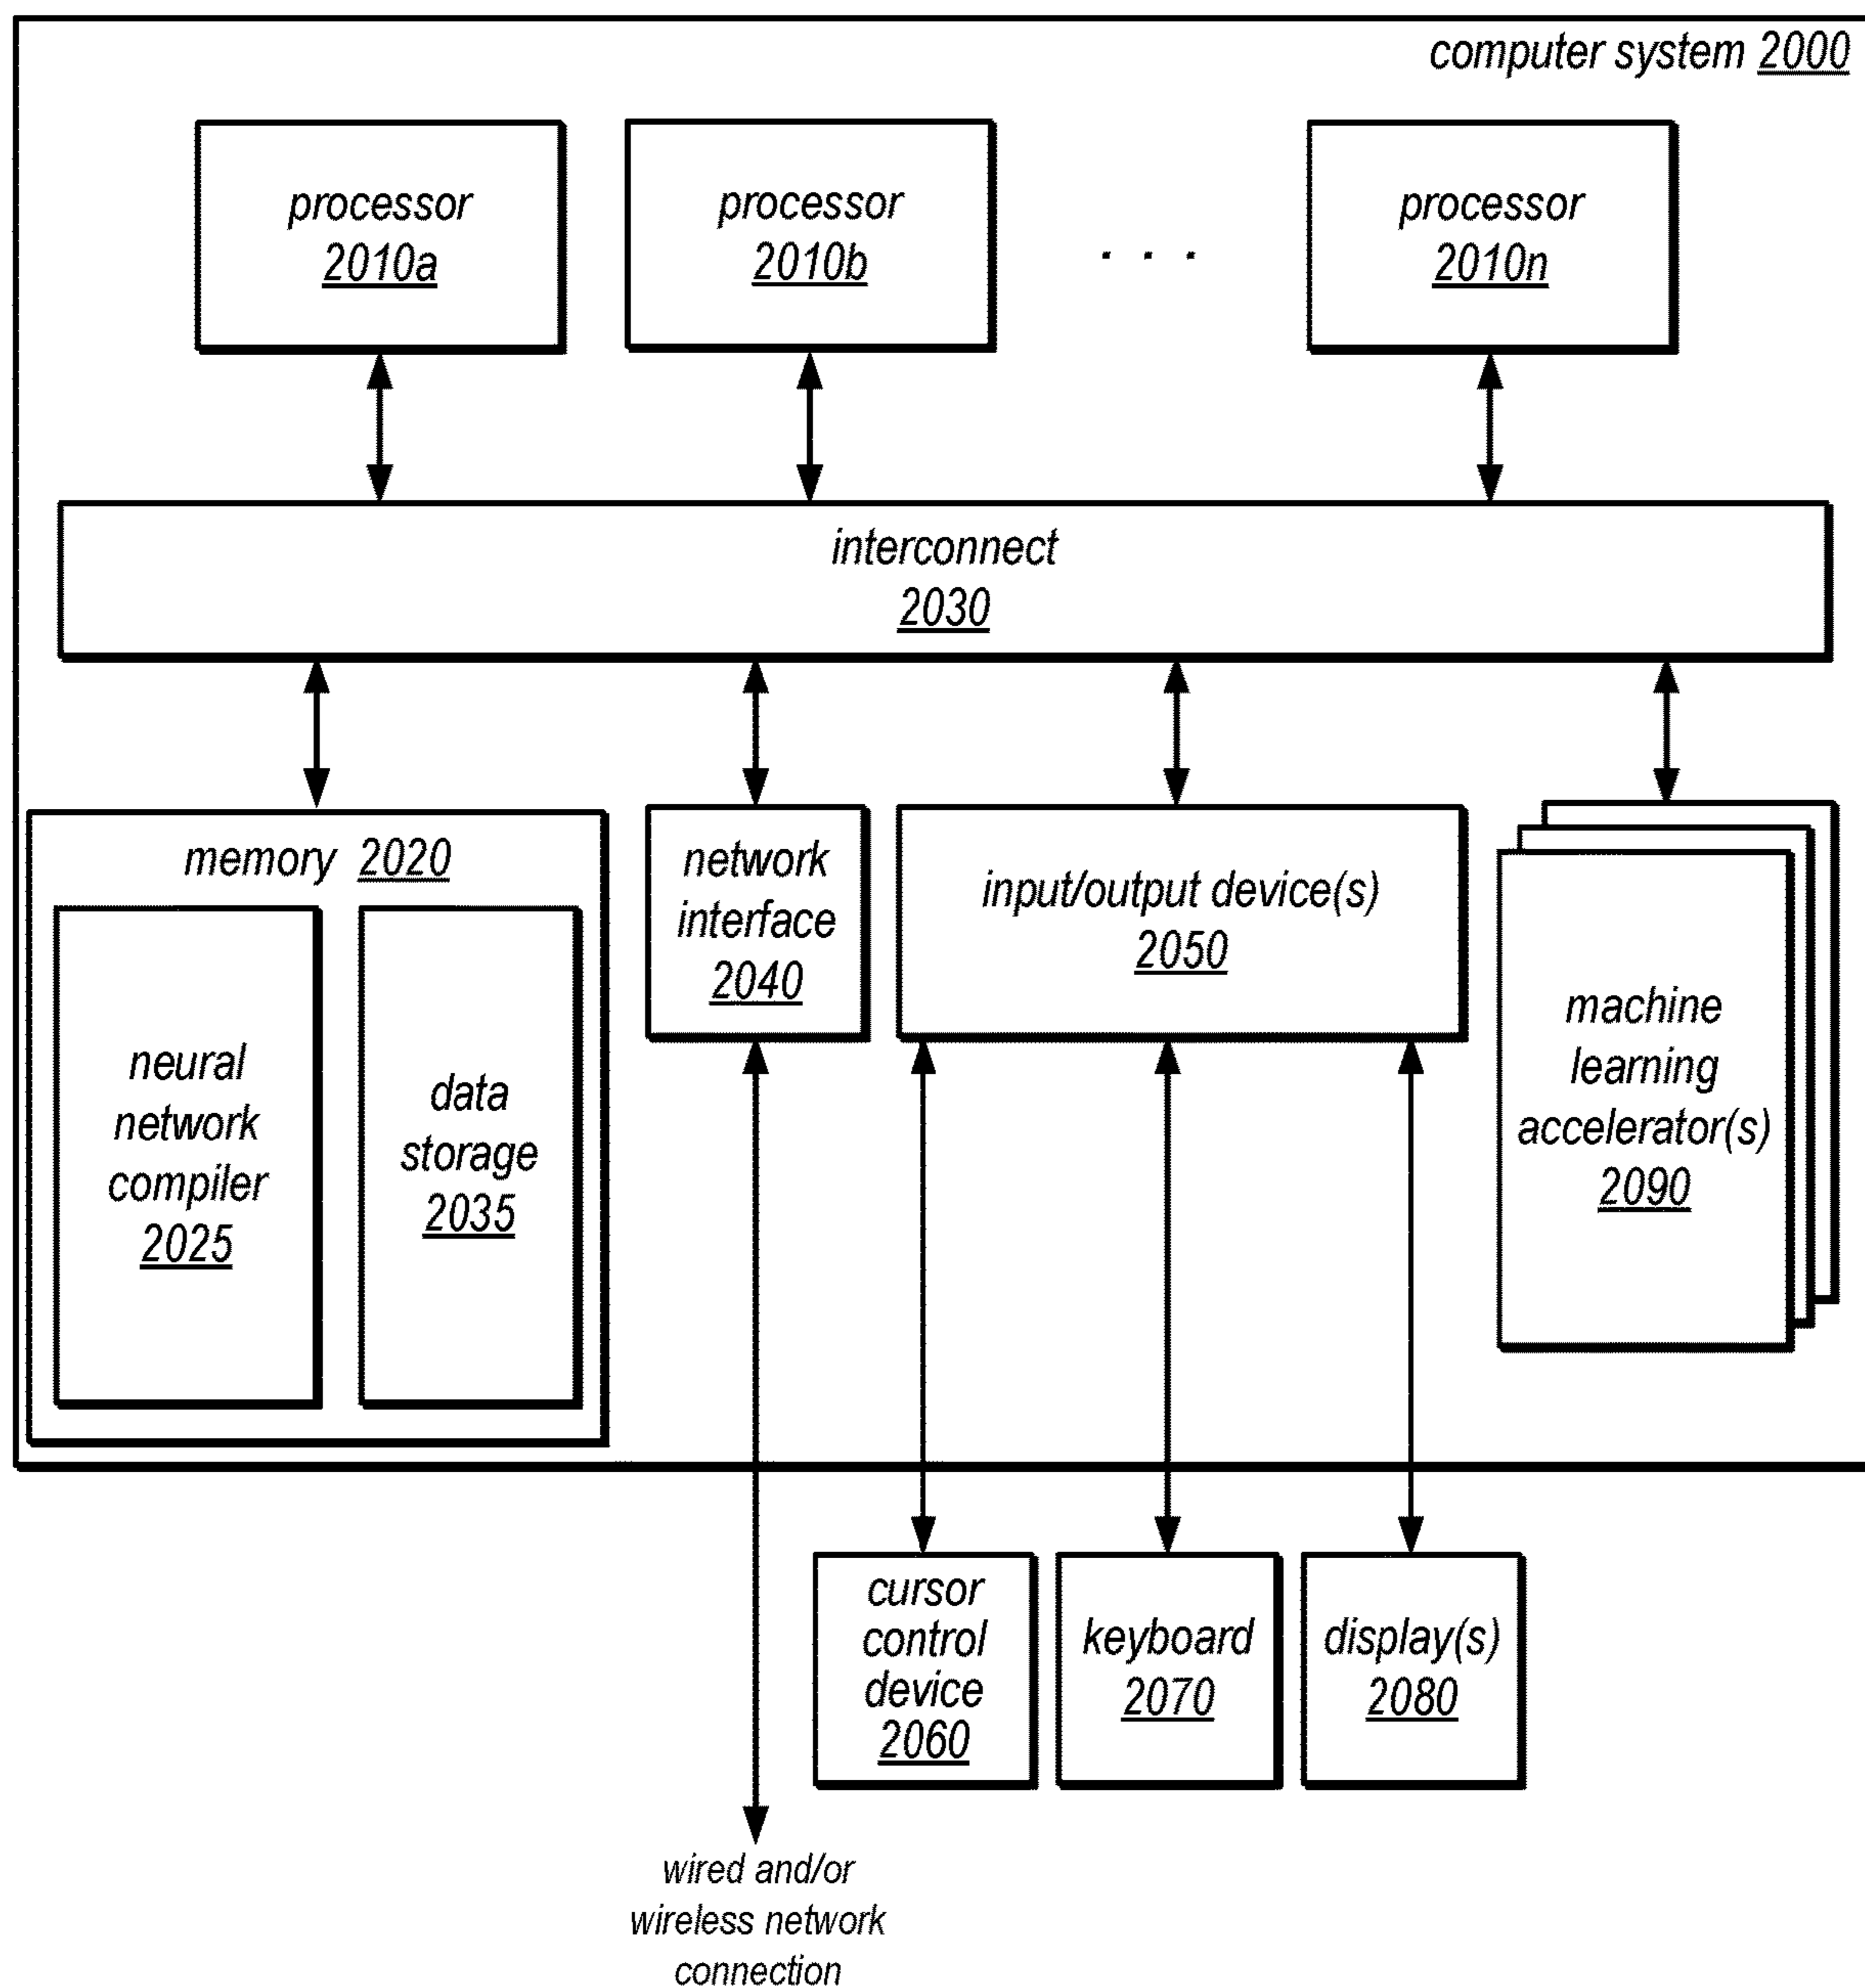 computer system 2000
processor
2010a
processor
2010b
. . .
processor
2010n
interconnect
2030
memory 2020
neural
network
compiler
2025
data
storage
2035
network
interface
2040
input/output device(s)
2050
machine
learning
accelerator(s)
2090
cursor
control
device
2060
keyboard
2070
display(s)
2080
wired and/or
wireless network
connection